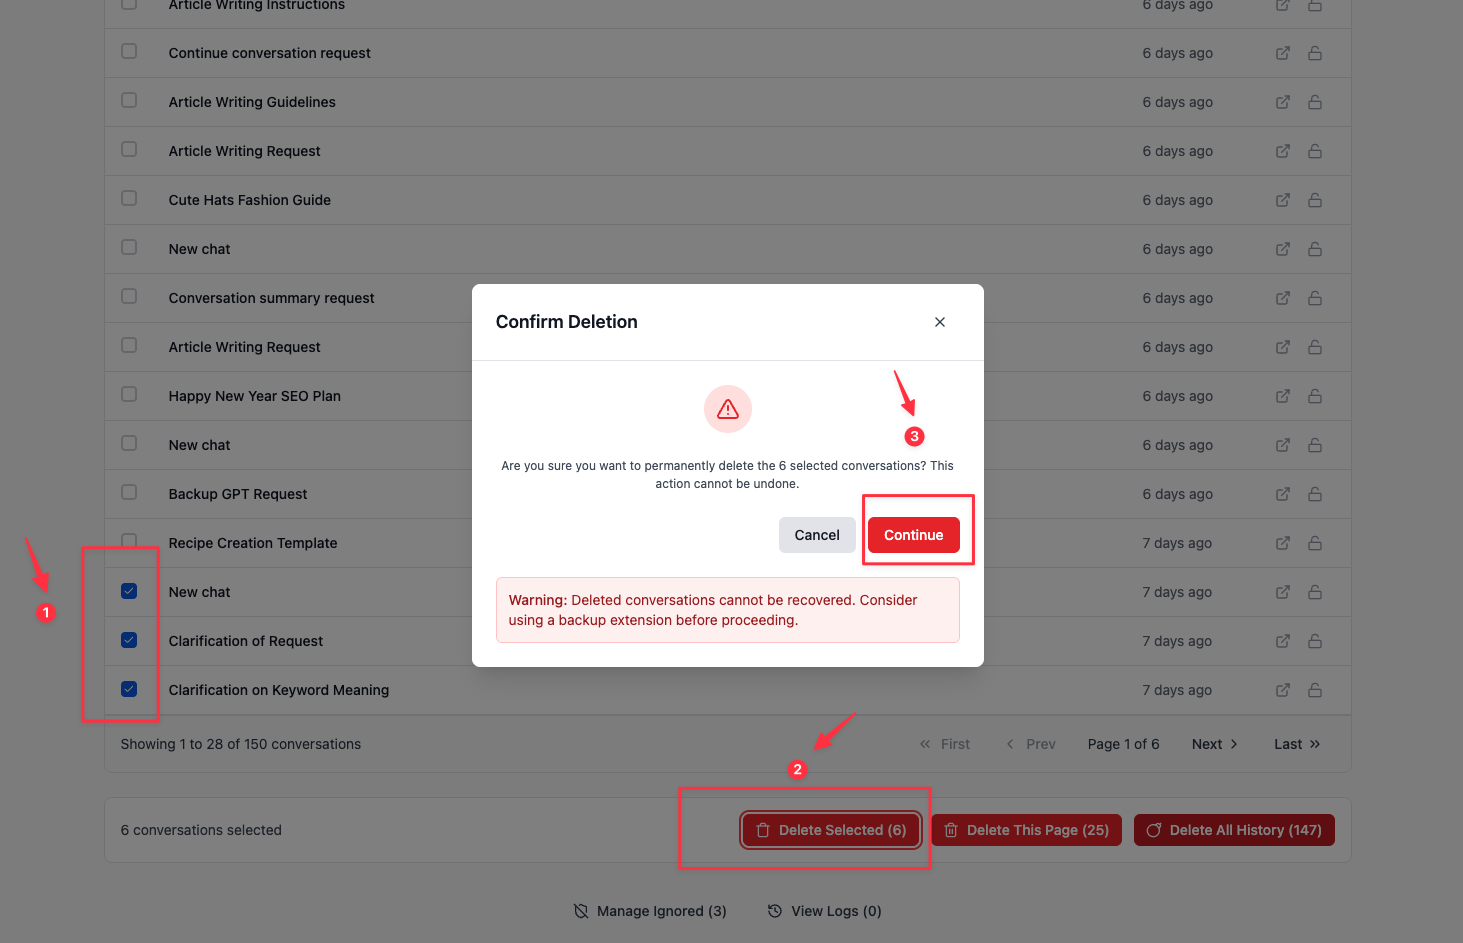 Article Writing Instructions 6 days ago
Continue conversation request 6 days ago
Article Writing Guidelines 6 days ago
Article Writing Request 6 days ago
Cute Hats Fashion Guide 6 days ago
New chat 6 days ago
Conversation summary request 6 days ago
Article Writing Request 6 days ago
Happy New Year SEO Plan 6 days ago
New chat 6 days ago
Backup GPT Request 6 days ago
Recipe Creation Template 7 days ago
New chat 7 days ago
Clarification of Request 7 days ago
Clarification on Keyword Meaning 7 days ago
Confirm Deletion
3
Are you sure you want to permanently delete the 6 selected conversations? This
action cannot be undone.
Cancel Continue
Warning: Deleted conversations cannot be recovered. Consider
using a backup extension before proceeding.
1
Showing 1 to 28 of 150 conversations First Prev Page 1 of 6 Next Last
2
6 conversations selected Delete Selected (6) Delete This Page (25) Delete All History (147)
Manage Ignored (3) View Logs (0)